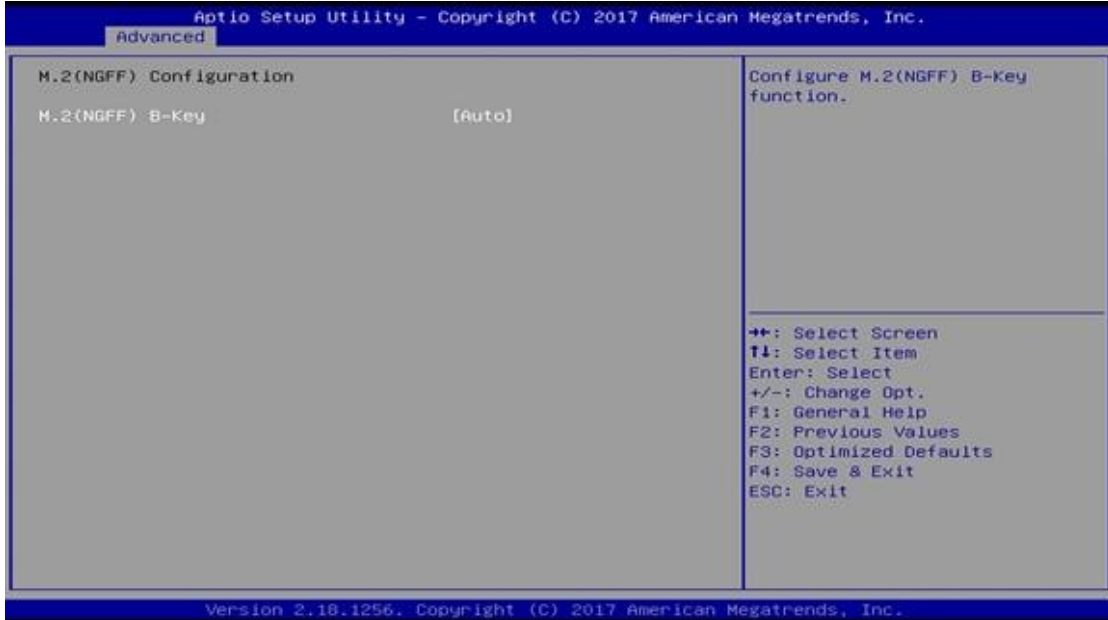 Aptio Setup Utility – Copyright (C) 2017 American Megatrends, Inc.
Advanced
M.2(NGFF) Configuration
M.2(NGFF) B-Key [Auto]
Configure M.2(NGFF) B-Key
function.
→←: Select Screen
↑↓: Select Item
Enter: Select
+/-: Change Opt.
F1: General Help
F2: Previous Values
F3: Optimized Defaults
F4: Save & Exit
ESC: Exit
Version 2.18.1256. Copyright (C) 2017 American Megatrends, Inc.